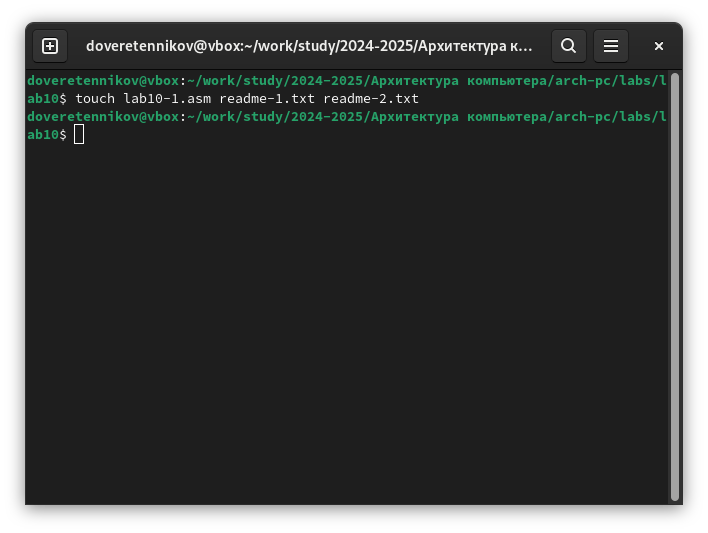 doveretennikov@vbox:~/work/study/2024-2025/Архитектура к...
doveretennikov@vbox:~/work/study/2024-2025/Архитектура компьютера/arch-pc/labs/l
ab10$ touch lab10-1.asm readme-1.txt readme-2.txt
doveretennikov@vbox:~/work/study/2024-2025/Архитектура компьютера/arch-pc/labs/l
ab10$